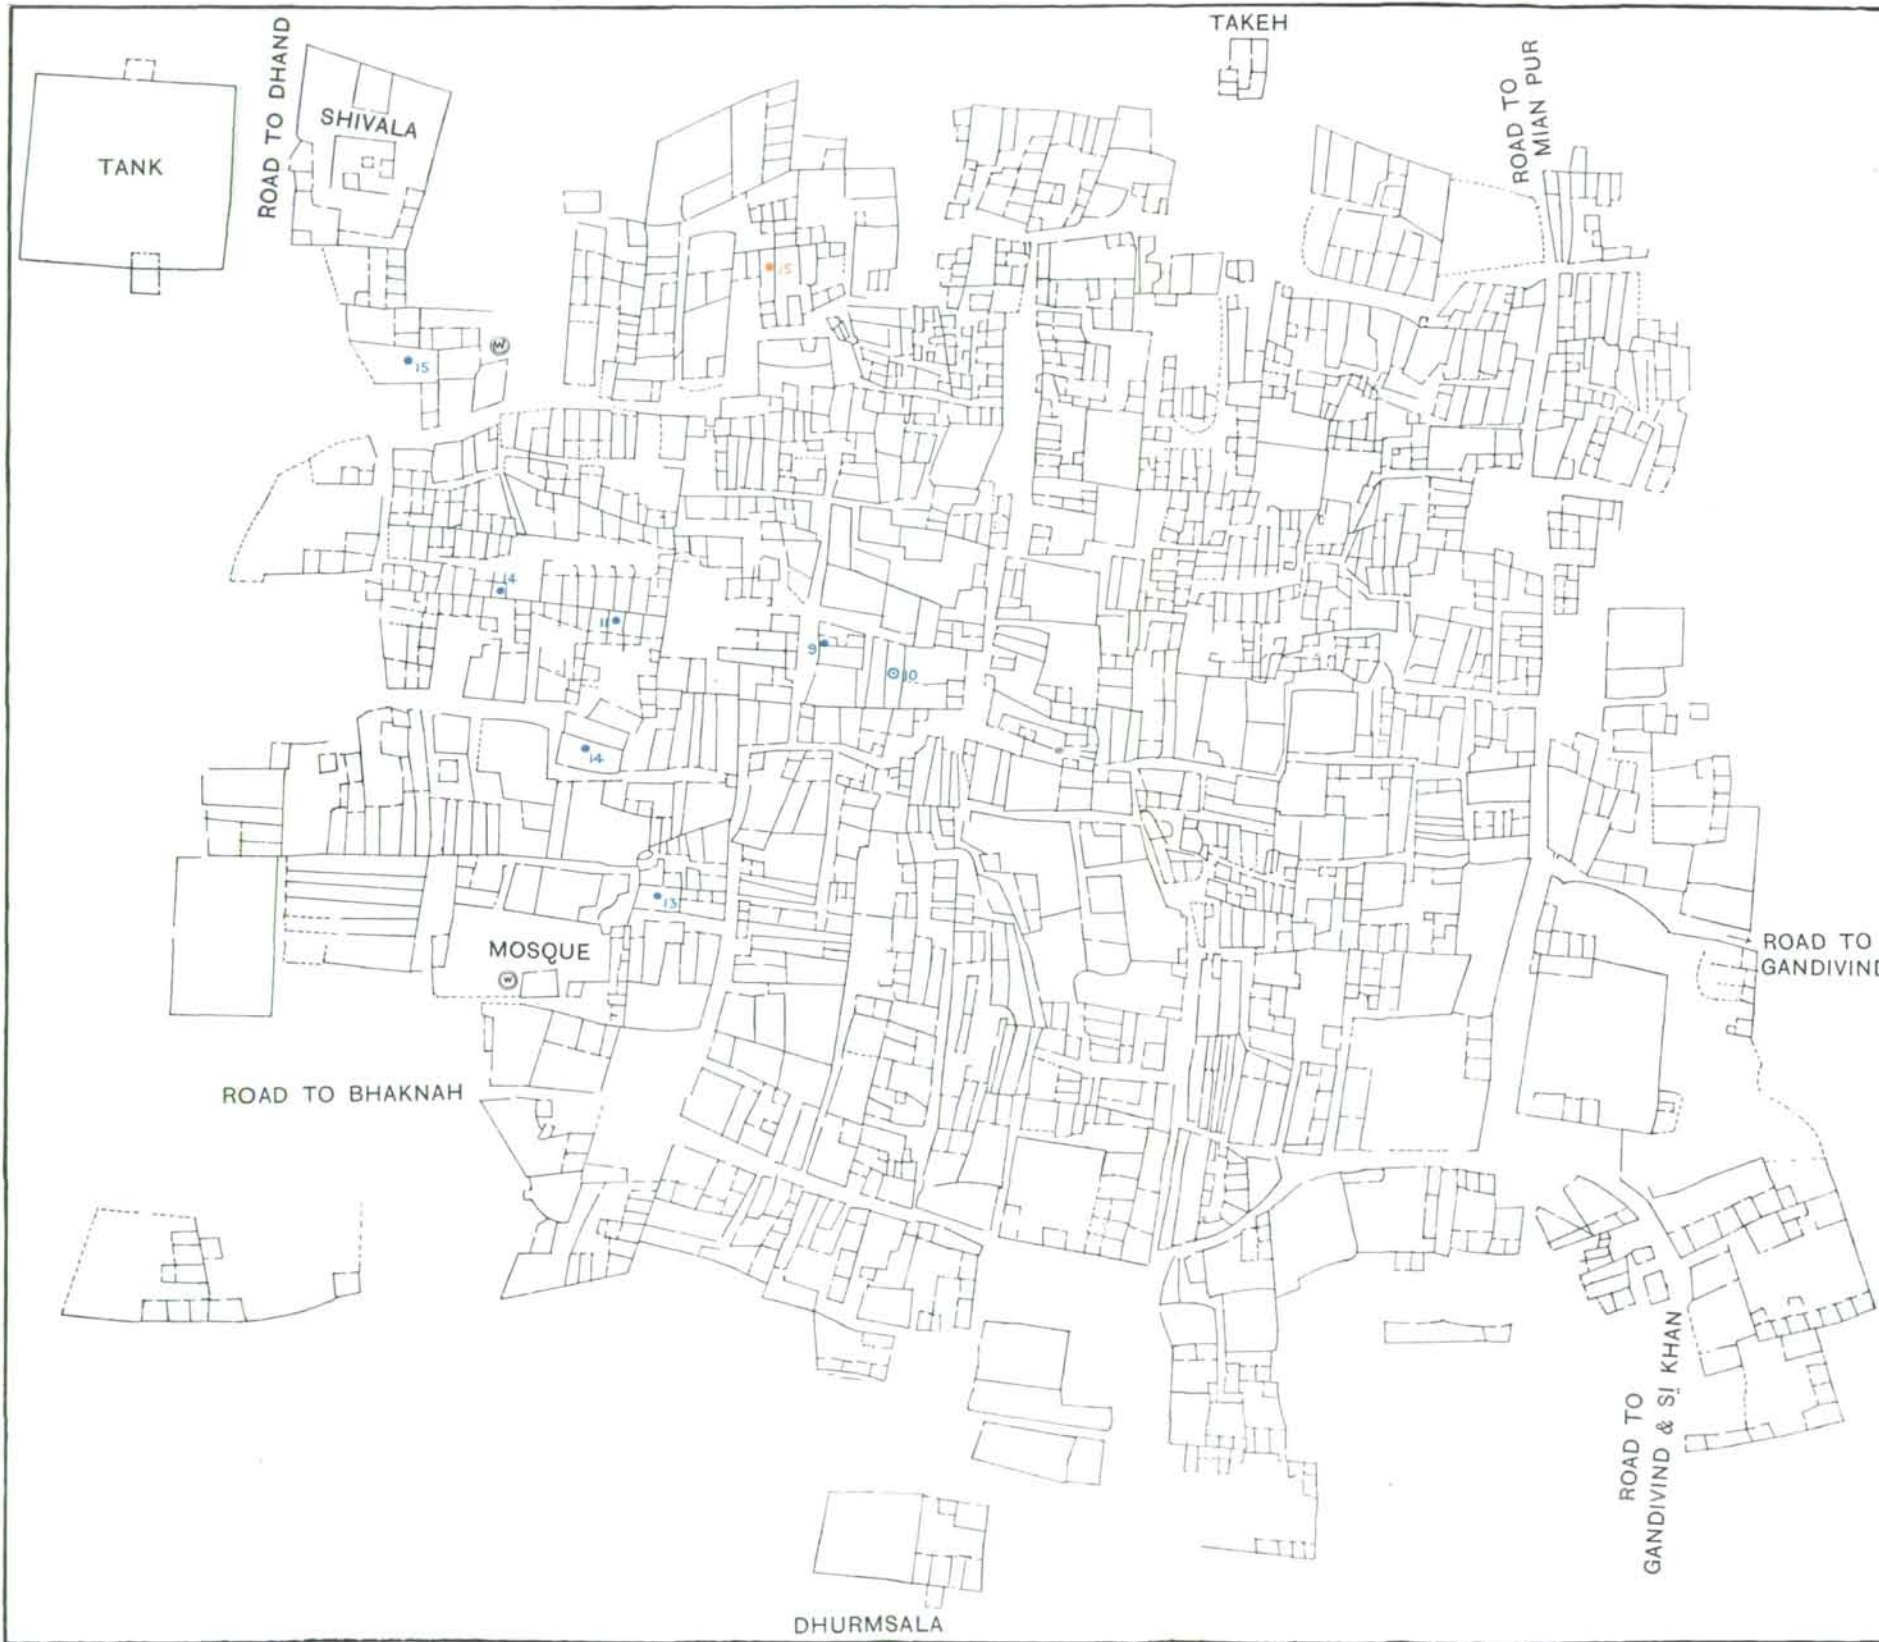 TAKEH
ROAD TO DHAND
ROAD TO
MIAN PUR
SHIVALA
TANK
15
W
15
14
11
9
10
14
13
MOSQUE
W
ROAD TO
GANDIVIND
ROAD TO BHAKNAH
ROAD TO
GANDIVIND & SI KHAN
DHURMSALA